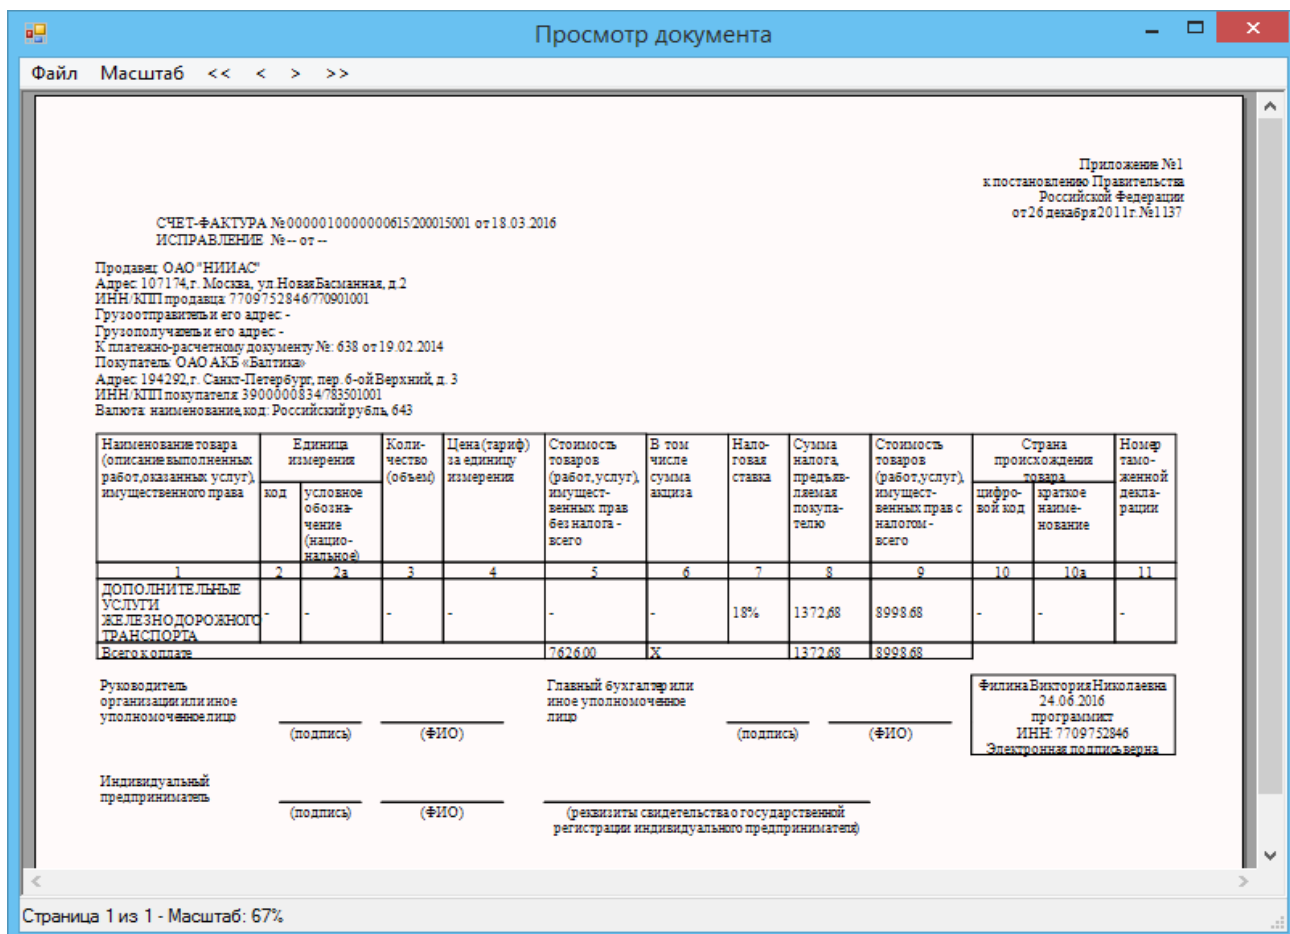 Просмотр документа
Файл Масштаб << < > >>
Приложение №1
к постановлению Правительства
Российской Федерации
от 26 декабря 2011 г. №1137
СЧЕТ-ФАКТУРА № 0000010000000615/200015001 от 18.03.2016
ИСПРАВЛЕНИЕ № -- от --
Продавец: ОАО "НИИАС"
Адрес: 107174, г. Москва, ул.Новая Басманная, д.2
ИНН/КПП продавца: 7709752846/770901001
Грузоотправитель и его адрес: -
Грузополучатель и его адрес: -
К платежно-расчетному документу №: 638 от 19.02.2014
Покупатель: ОАО АКБ «Балтика»
Адрес: 194292, г. Санкт-Петербург, пер. 6-ой Верхний, д. 3
ИНН/КПП покупателя: 3900000834/783501001
Валюта: наименование, код: Российский рубль, 643
Наименование товара
(описание выполненных
работ, оказанных услуг),
имущественного права
Единица
измерения
код
условное
обозна-
чение
(нацио-
нальное)
Коли-
чество
(объем)
Цена (тариф)
за единицу
измерения
Стоимость
товаров
(работ, услуг),
имущест-
венных прав
без налога -
всего
В том
числе
сумма
акциза
Нало-
говая
ставка
Сумма
налога,
предъяв-
ляемая
покупа-
телю
Стоимость
товаров
(работ, услуг),
имущест-
венных прав с
налогом -
всего
Страна
происхождения
товара
цифро-
вой код
краткое
наиме-
нование
Номер
тамо-
женной
декла-
рации
1 2 2а 3 4 5 6 7 8 9 10 10а 11
ДОПОЛНИТЕЛЬНЫЕ
УСЛУГИ
ЖЕЛЕЗНОДОРОЖНОГО
ТРАНСПОРТА
- - - - - - 18% 1372,68 8998.68 - - -
Всего к оплате 7626.00 X 1372.68 8998.68
Руководитель
организации или иное
уполномоченное лицо
(подпись) (ФИО)
Главный бухгалтер или
иное уполномоченное
лицо
(подпись) (ФИО)
Филина Виктория Николаевна
24.06.2016
программист
ИНН: 7709752846
Электронная подпись верна
Индивидуальный
предприниматель
(подпись) (ФИО)
(реквизиты свидетельства о государственной
регистрации индивидуального предпринимателя)
Страница 1 из 1 - Масштаб: 67%